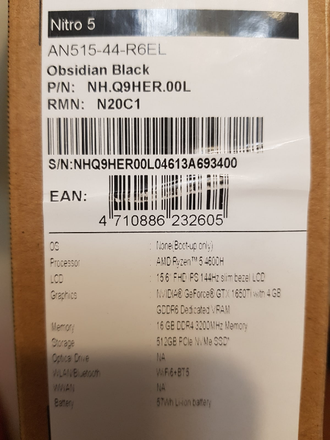 Nitro 5
AN515-44-R6EL
Obsidian Black
P/N: NH.Q9HER.00L
RMN: N20C1
S/N:NHQ9HER00L04613A693400
EAN:
4 710886 232605
OS : None(Boot-up only)
Processor : AMD Ryzen™ 5 4600H
LCD : 15.6" FHD IPS 144Hz slim bezel LCD
Graphics : NVIDIA® GeForce® GTX 1650Ti with 4 GB
GDDR6 Dedicated VRAM
Memory : 16 GB DDR4 3200MHz Memory
Storage : 512GB PCIe NVMe SSD*
Optical Drive : NA
WLAN/Bluetooth : WiFi6+BT5
WWAN : NA
Battery : 57Wh Li-ion battery